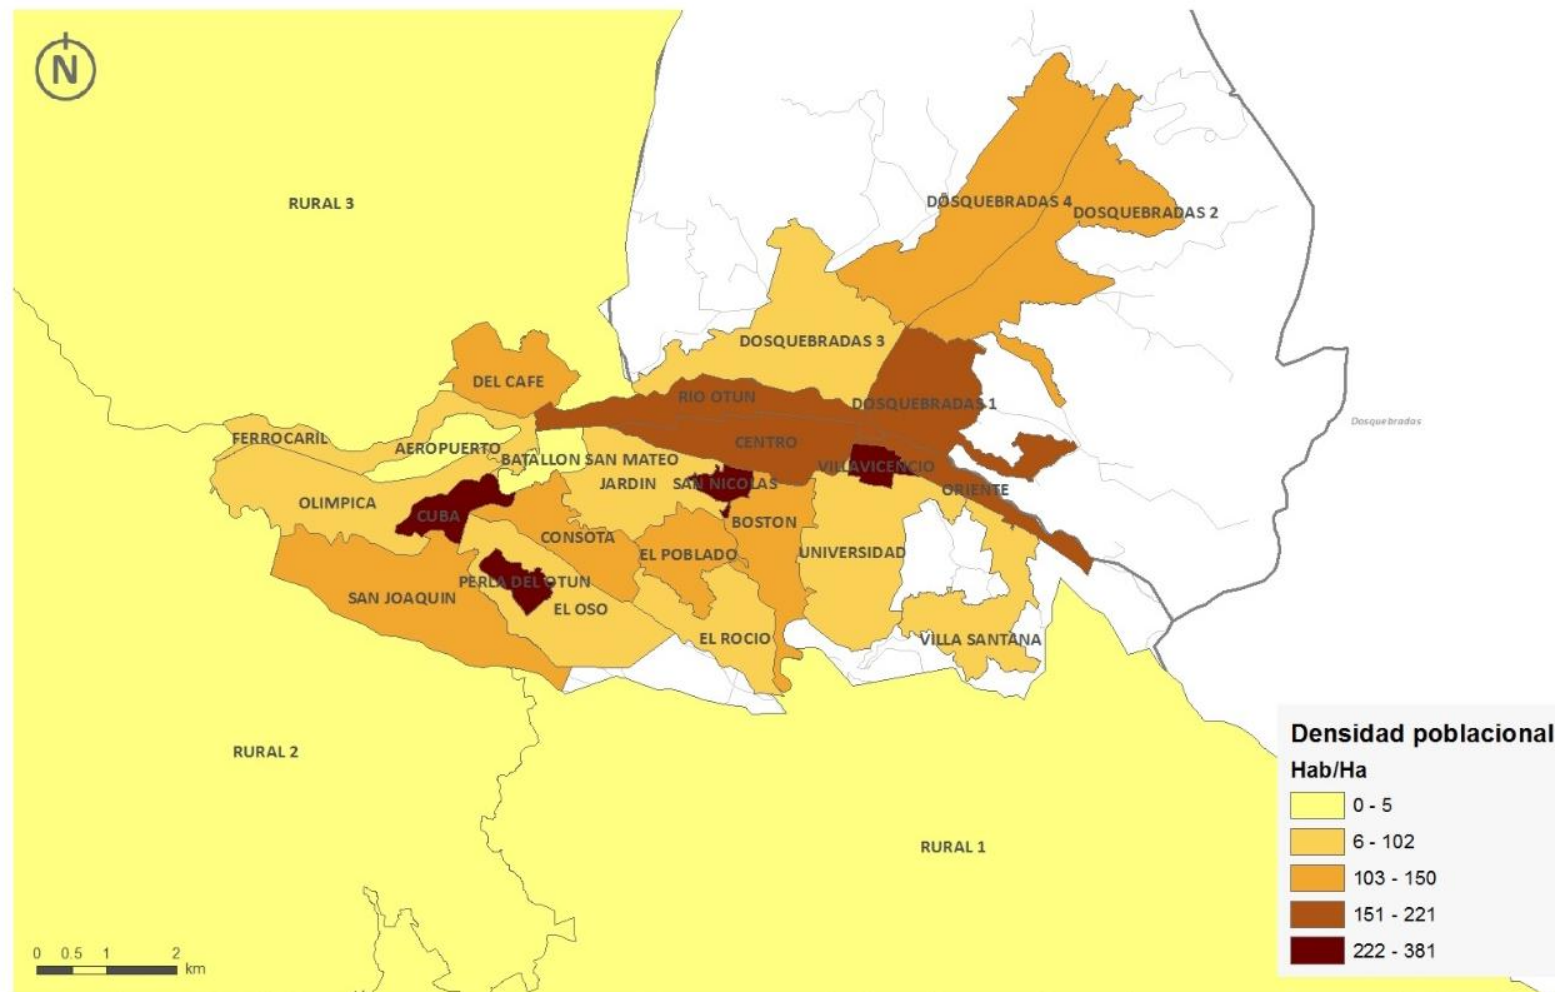 N
RURAL 3
DOSQUEBRADAS 4
DOSQUEBRADAS 2
DOSQUEBRADAS 3
DEL CAFE
RIO OTUN
DOSQUEBRADAS 1
Dosquebradas
FERROCARIL
AEROPUERTO
CENTRO
BATALLON SAN MATEO
VILLAVICENCIO
JARDIN
SAN NICOLAS
ORIENTE
OLIMPICA
CUBA
BOSTON
CONSOTA
EL POBLADO
UNIVERSIDAD
PERLA DEL OTUN
SAN JOAQUIN
EL OSO
EL ROCIO
VILLA SANTANA
RURAL 2
RURAL 1
Densidad poblacional
Hab/Ha
0 - 5
6 - 102
103 - 150
151 - 221
222 - 381
0 0.5 1 2
km